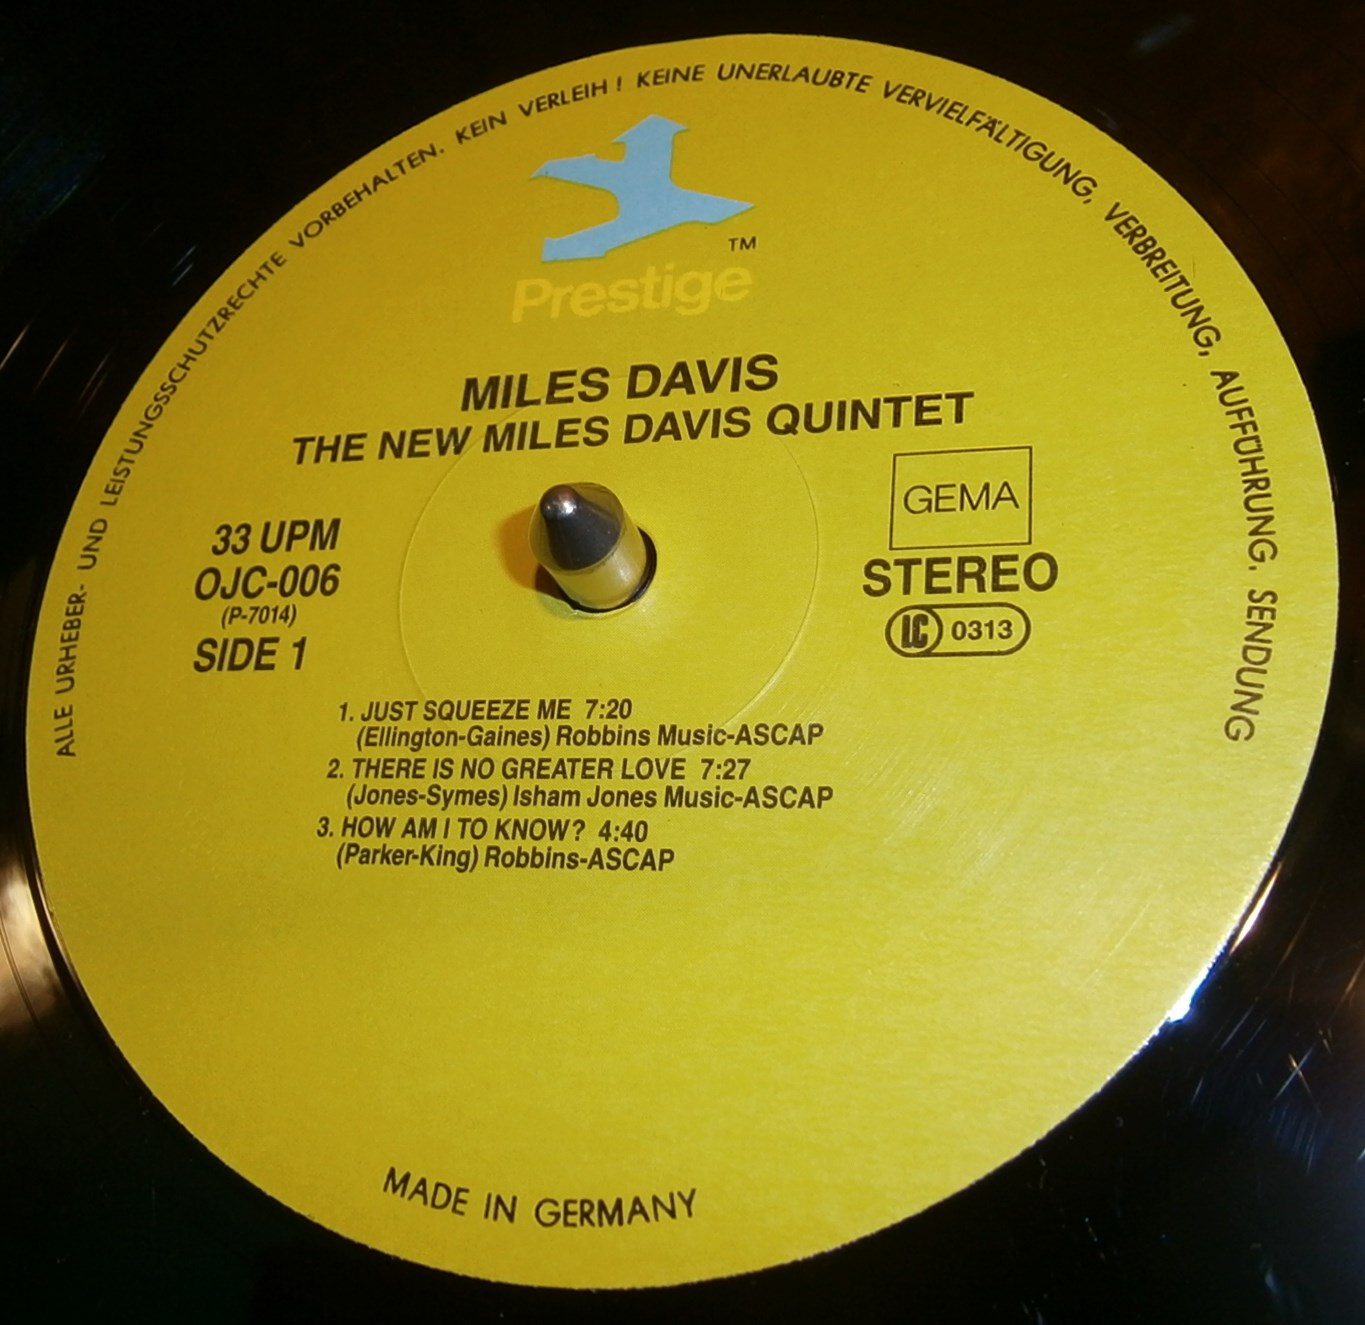 ALLE URHEBER- UND LEISTUNGSSCHUTZRECHTE VORBEHALTEN. KEIN VERLEIH! KEINE UNERLAUBTE VERVIELFÄLTIGUNG, VERBREITUNG, AUFFÜHRUNG, SENDUNG
TM
Prestige
MILES DAVIS
THE NEW MILES DAVIS QUINTET
33 UPM
OJC-006
(P-7014)
SIDE 1
GEMA
STEREO
LC 0313
1. JUST SQUEEZE ME 7:20
(Ellington-Gaines) Robbins Music-ASCAP
2. THERE IS NO GREATER LOVE 7:27
(Jones-Symes) Isham Jones Music-ASCAP
3. HOW AM I TO KNOW? 4:40
(Parker-King) Robbins-ASCAP
MADE IN GERMANY